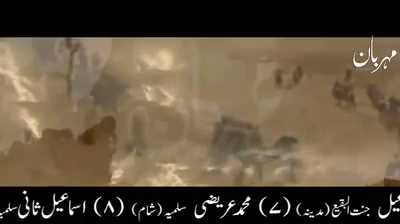 مہربان
جنت البقیع (مدینہ) (۷) محمد عریضی سلمیہ (شام) (۸) اسماعیل ثانی سلمیہ